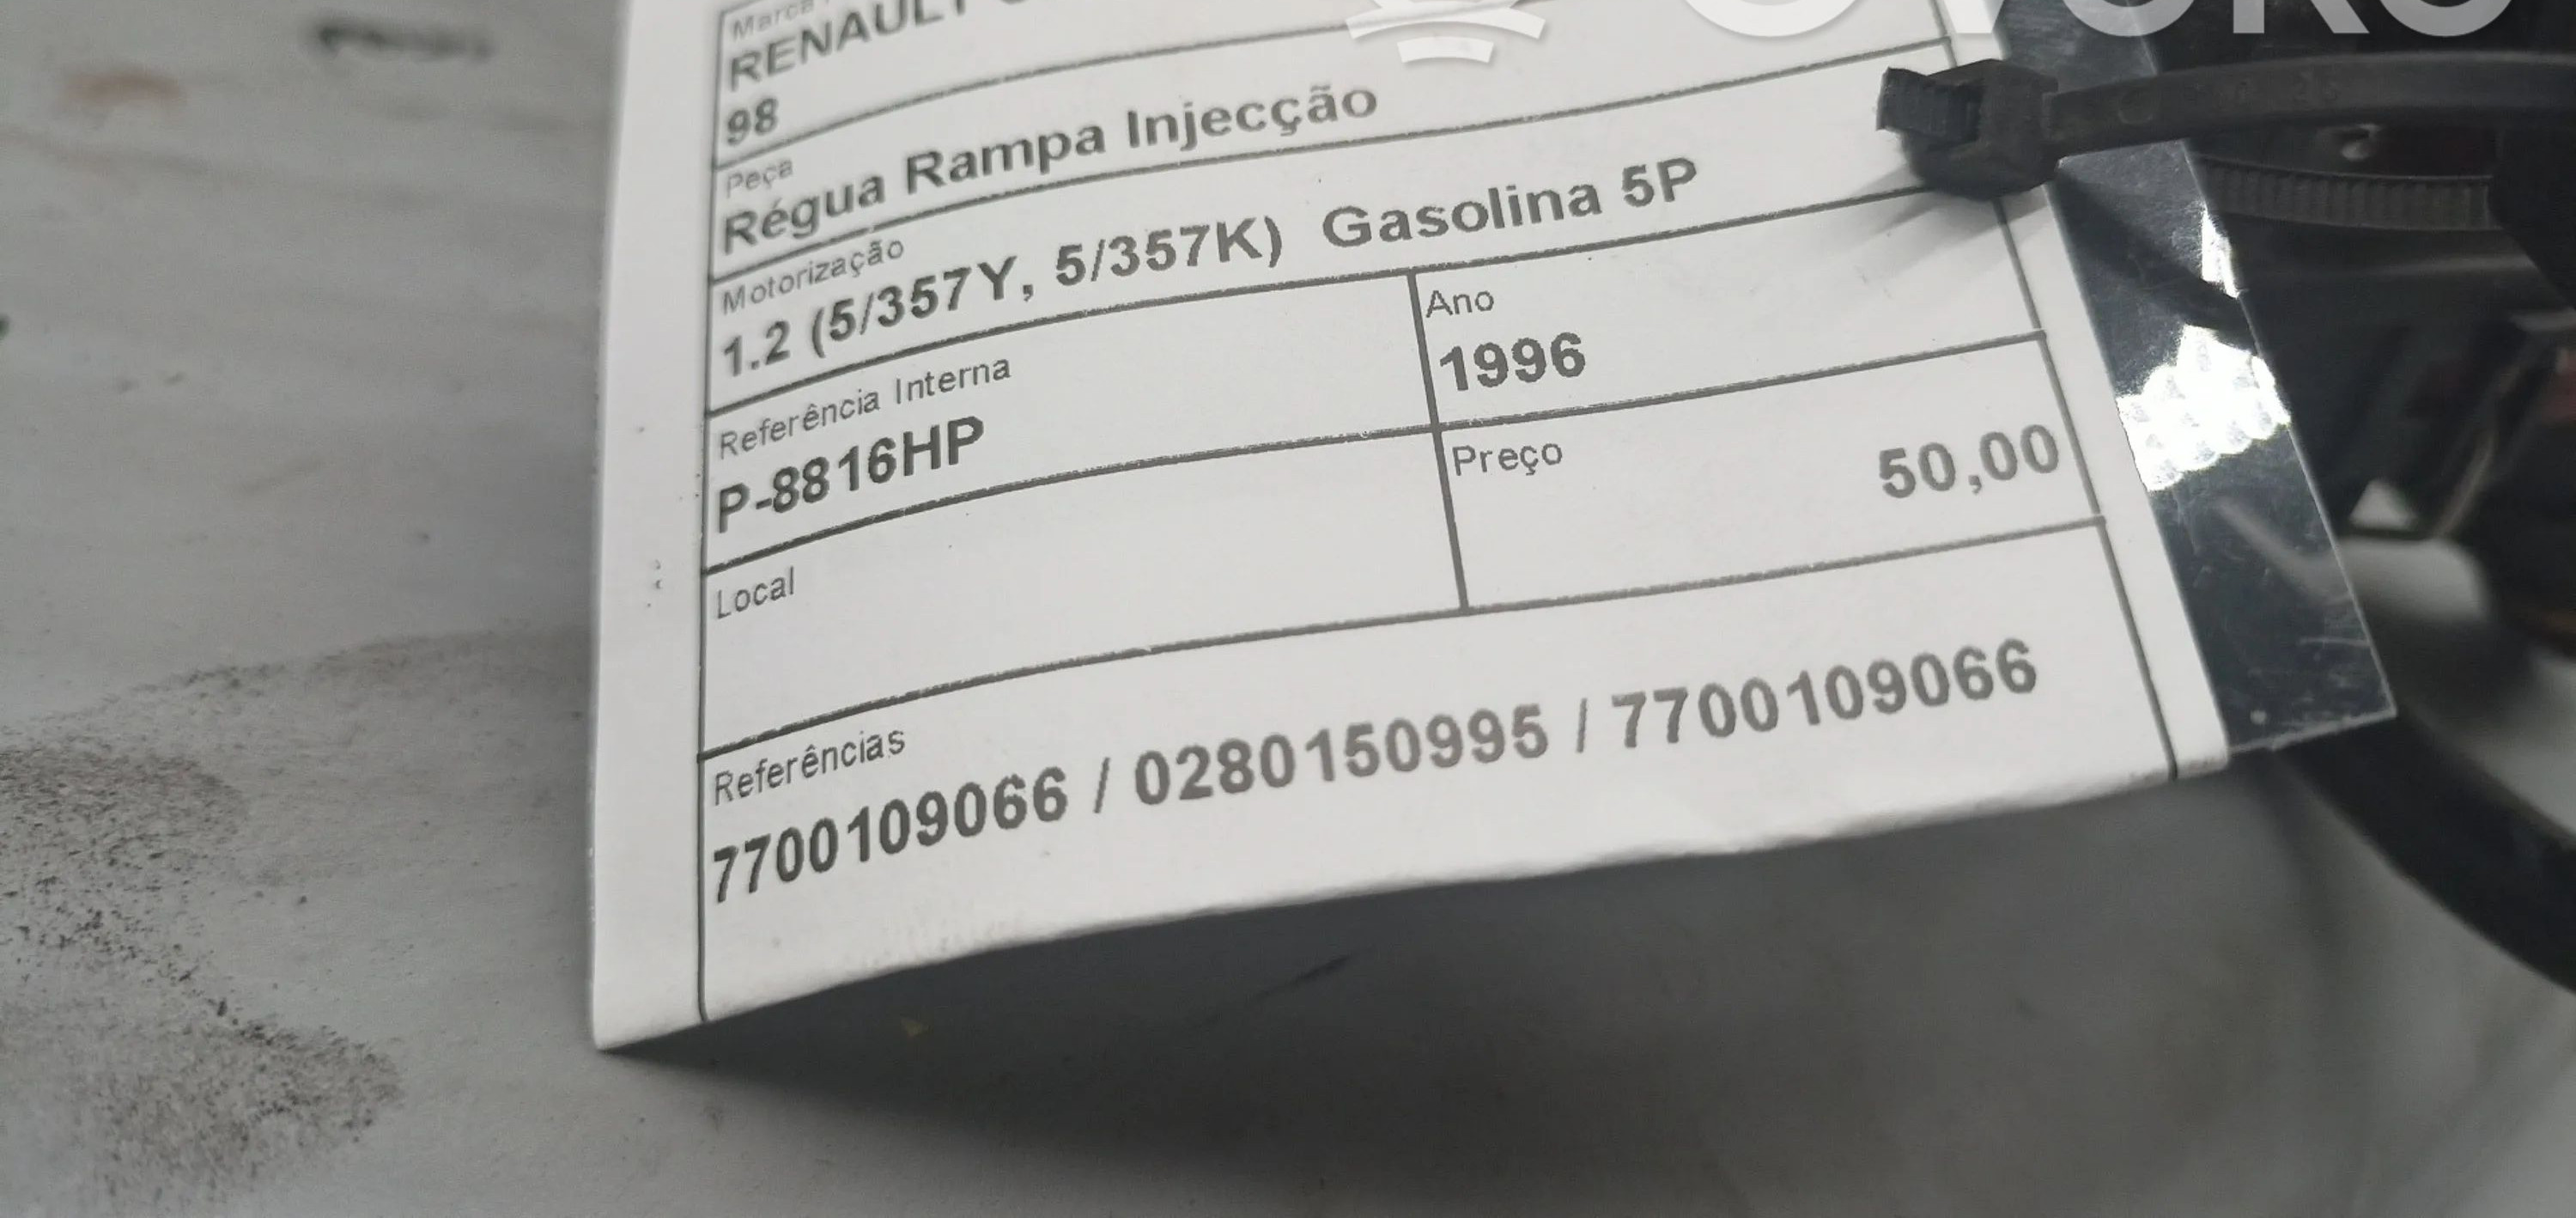 Marca
RENAULT
98
Peça
Régua Rampa Injecção
Motorização
1.2 (5/357Y, 5/357K) Gasolina 5P
Referência Interna
P-8816HP
Ano
1996
Local
Preço
50,00
Referências
7700109066 / 0280150995 / 7700109066